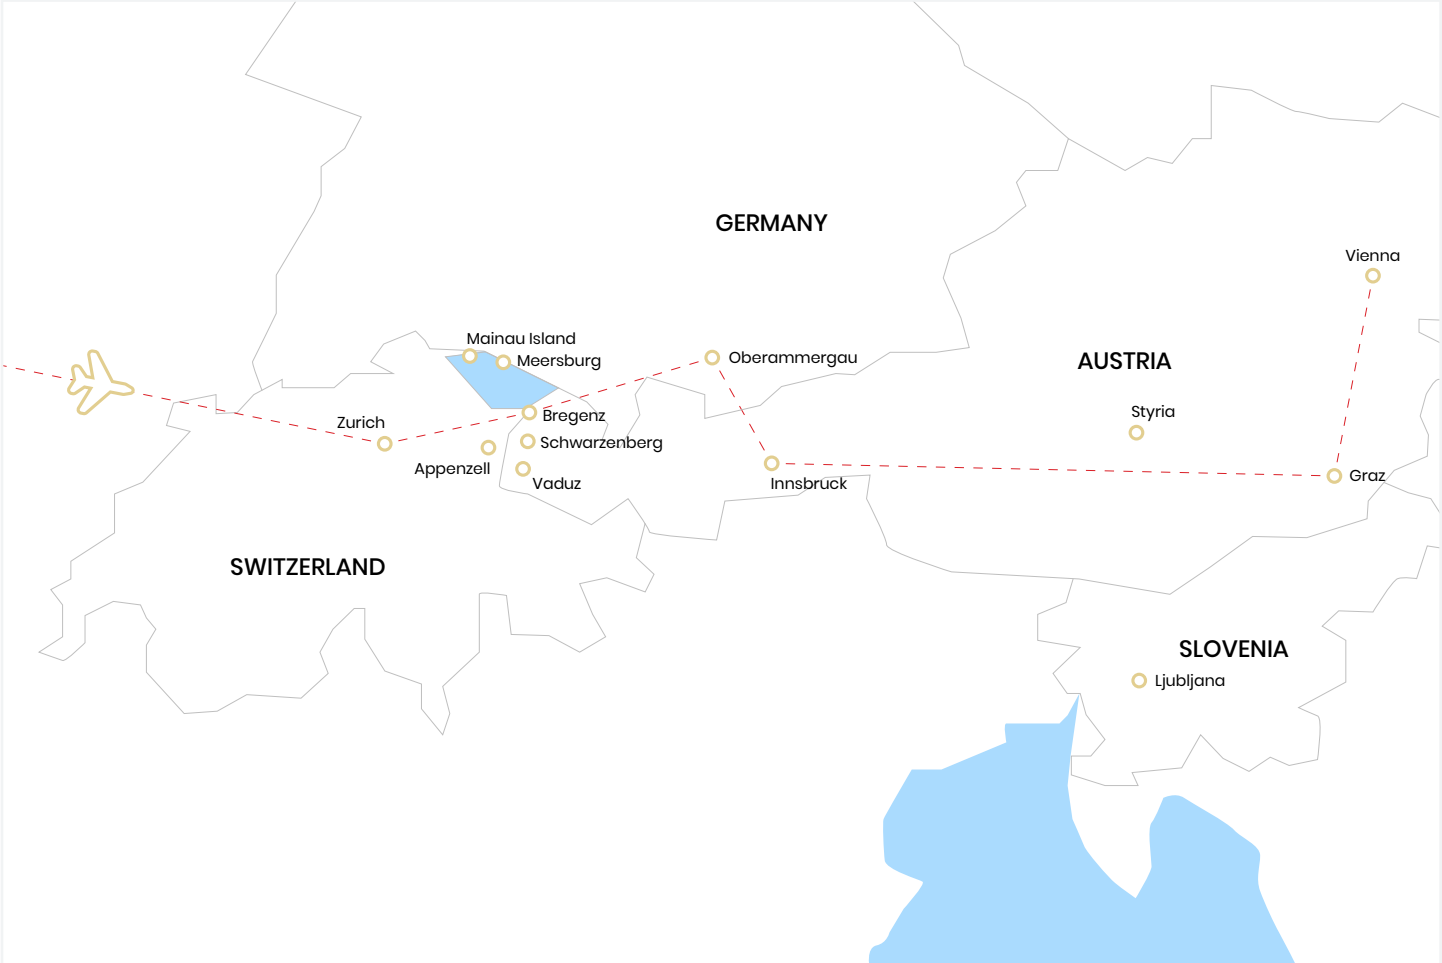 GERMANY
Vienna
Mainau Island
Meersburg
Oberammergau
AUSTRIA
Styria
Zurich
Bregenz
Schwarzenberg
Appenzell
Vaduz
Innsbruck
Graz
SWITZERLAND
SLOVENIA
Ljubljana